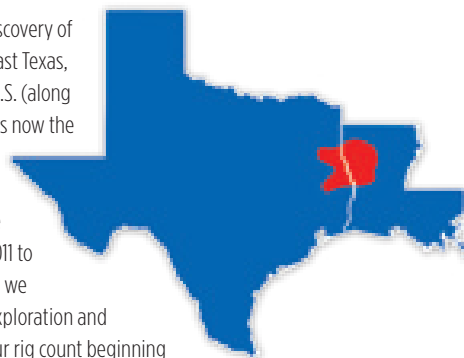 scovery of
ast Texas,
.S. (along
s now the
011 to
we
xploration and
ur rig count beginning